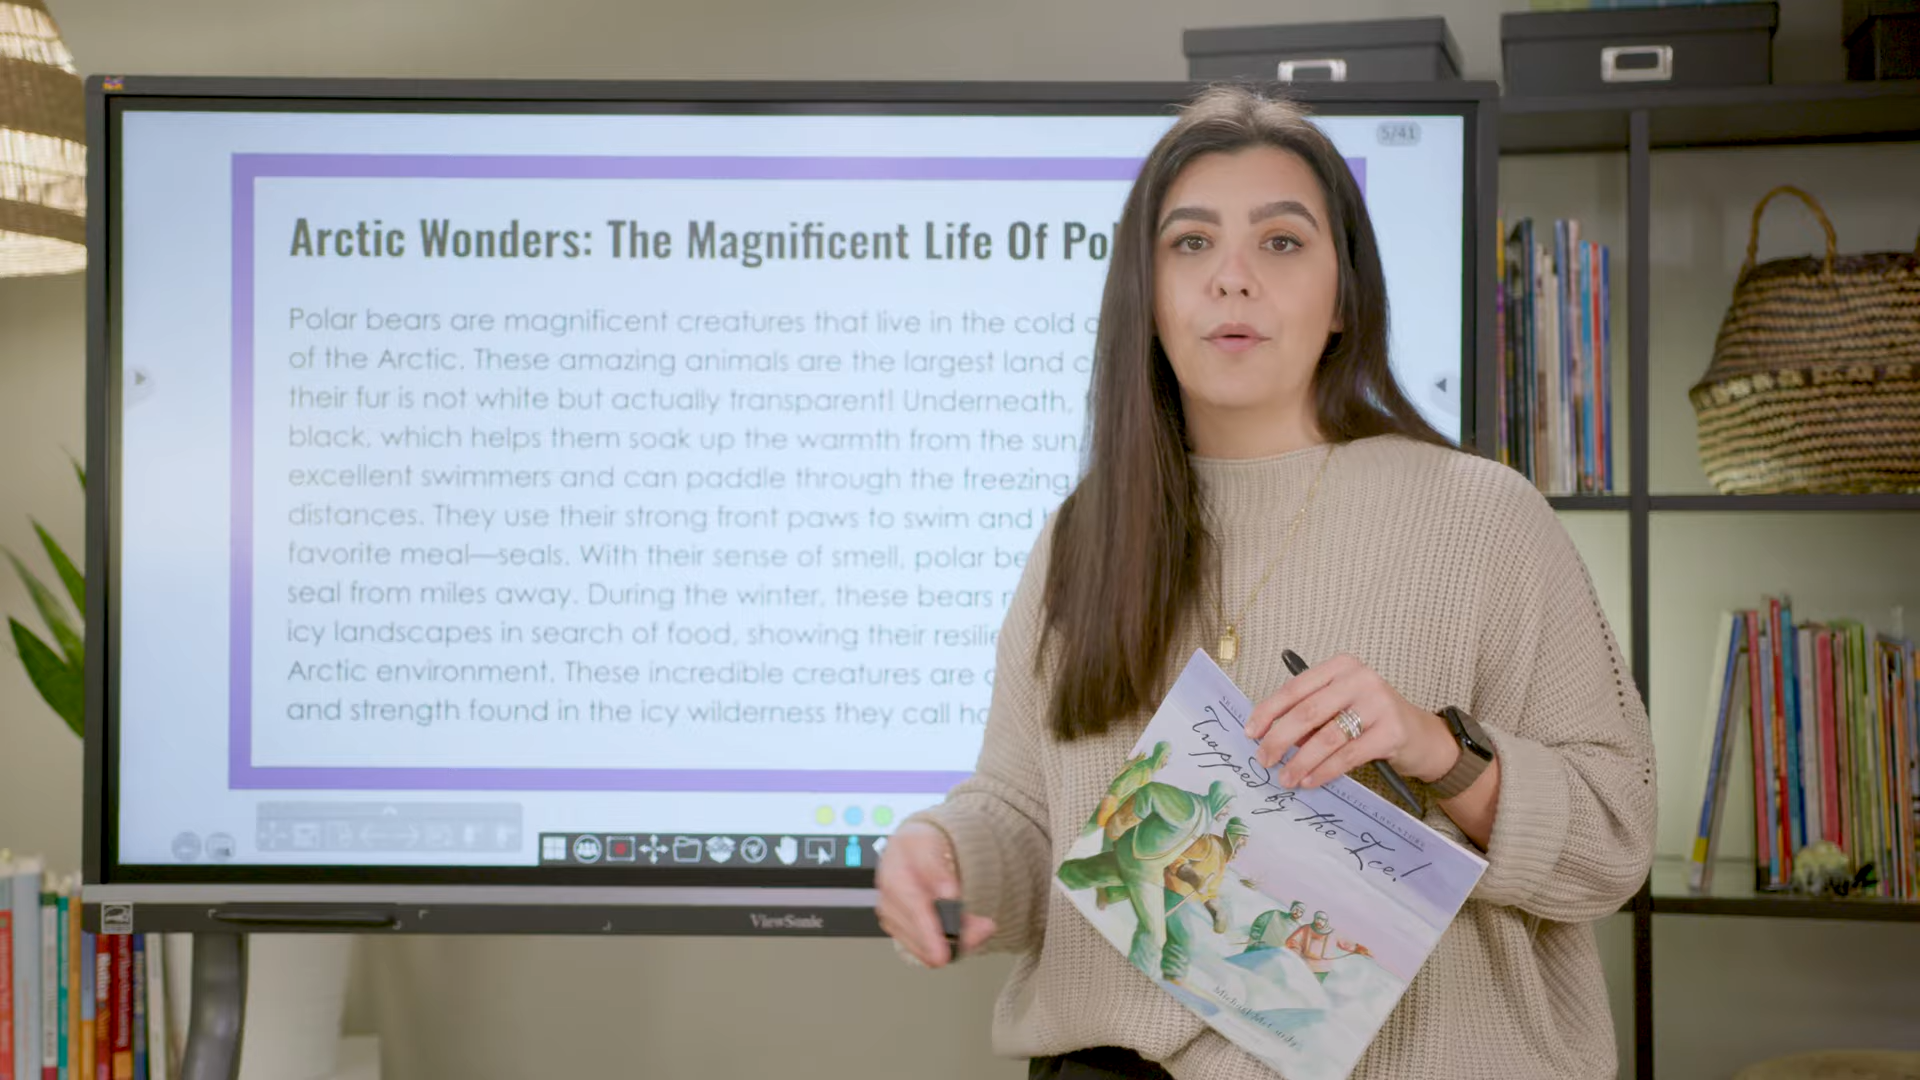 5/41
Arctic Wonders: The Magnificent Life Of Po
Polar bears are magnificent creatures that live in the cold
of the Arctic. These amazing animals are the largest land
their fur is not white but actually transparent! Underneath,
black, which helps them soak up the warmth from the sun.
excellent swimmers and can paddle through the freezing
distances. They use their strong front paws to swim and
favorite meal—seals. With their sense of smell, polar be
seal from miles away. During the winter, these bears
icy landscapes in search of food, showing their resilie
Arctic environment. These incredible creatures are
and strength found in the icy wilderness they call ho
ViewSonic
Trapped by the Ice!
Michael McCurdy